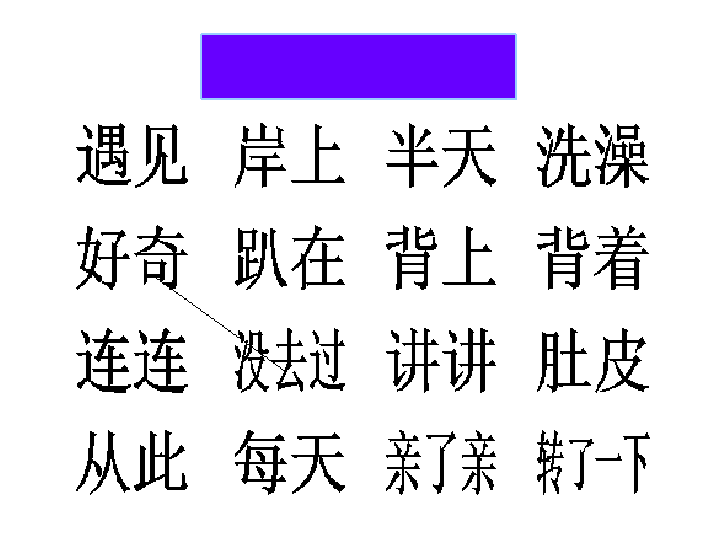 遇见 岸上 半天 洗澡
好奇 趴在 背上 背着
连连 没去过 讲讲 肚皮
从此 每天 亲了亲 转了一下